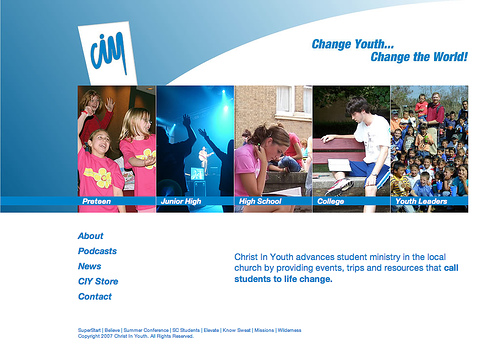 ciy
Change Youth...
Change the World!
Preteen
Junior High
High School
College
Youth Leaders
About
Podcasts
News
CIY Store
Contact
Christ In Youth advances student ministry in the local
church by providing events, trips and resources that call
students to life change.
SuperStart | Believe | Summer Conference | SC Students | Elevate | Know Sweat | Missions | Wilderness
Copyright 2007 Christ In Youth. All Rights Reserved.